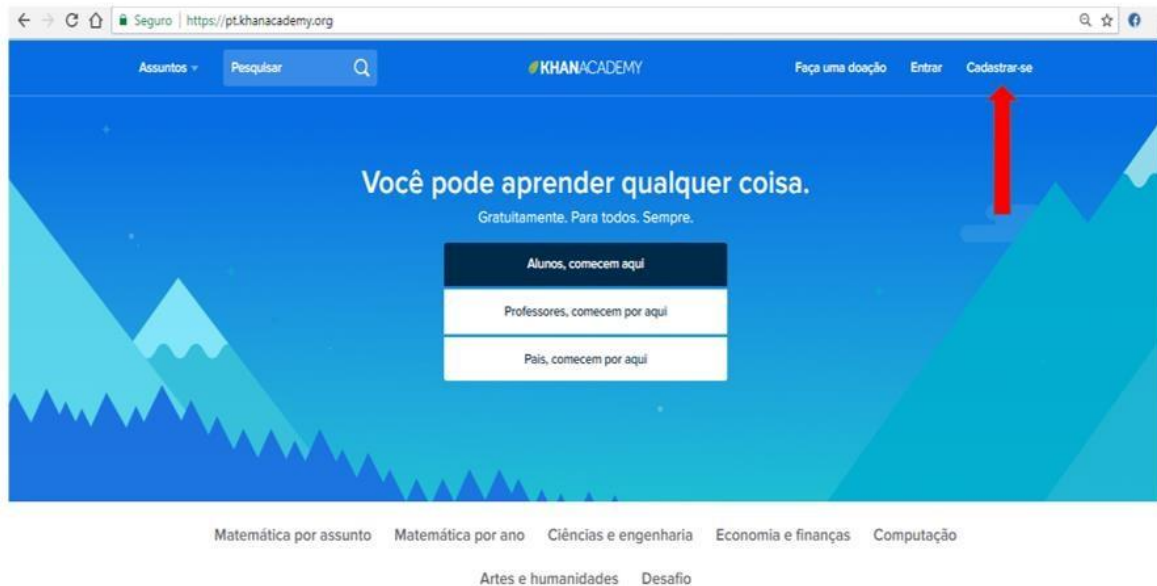 Seguro | https://pt.khanacademy.org
Assuntos Pesquisar KHANACADEMY Faça uma doação Entrar Cadastrar-se
Você pode aprender qualquer coisa.
Gratuitamente. Para todos. Sempre.
Alunos, comecem aqui
Professores, comecem por aqui
Pais, comecem por aqui
Matemática por assunto Matemática por ano Ciências e engenharia Economia e finanças Computação
Artes e humanidades Desafio